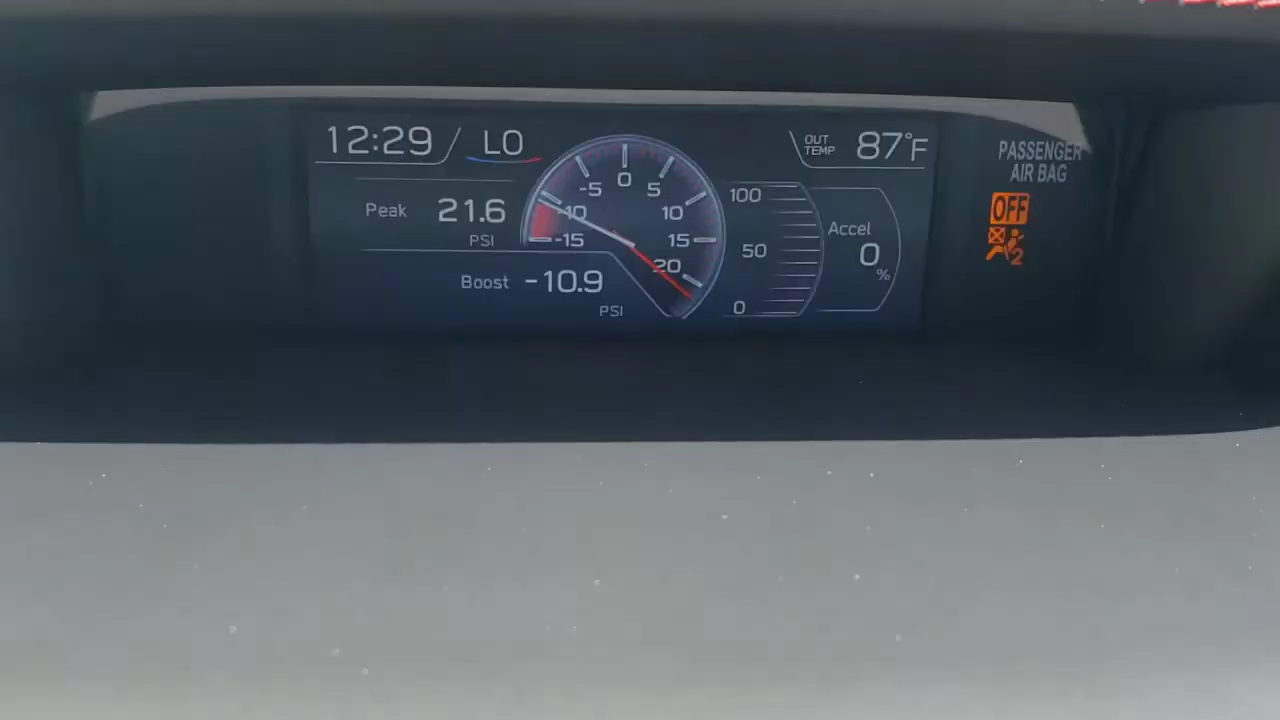 12:29 LO
OUT TEMP 87°F
PASSENGER
AIR BAG
OFF
2
Peak 21.6
PSI
Boost -10.9
PSI
-15 -10 -5 0 5 10 15 20
100
50
0
Accel
0
%